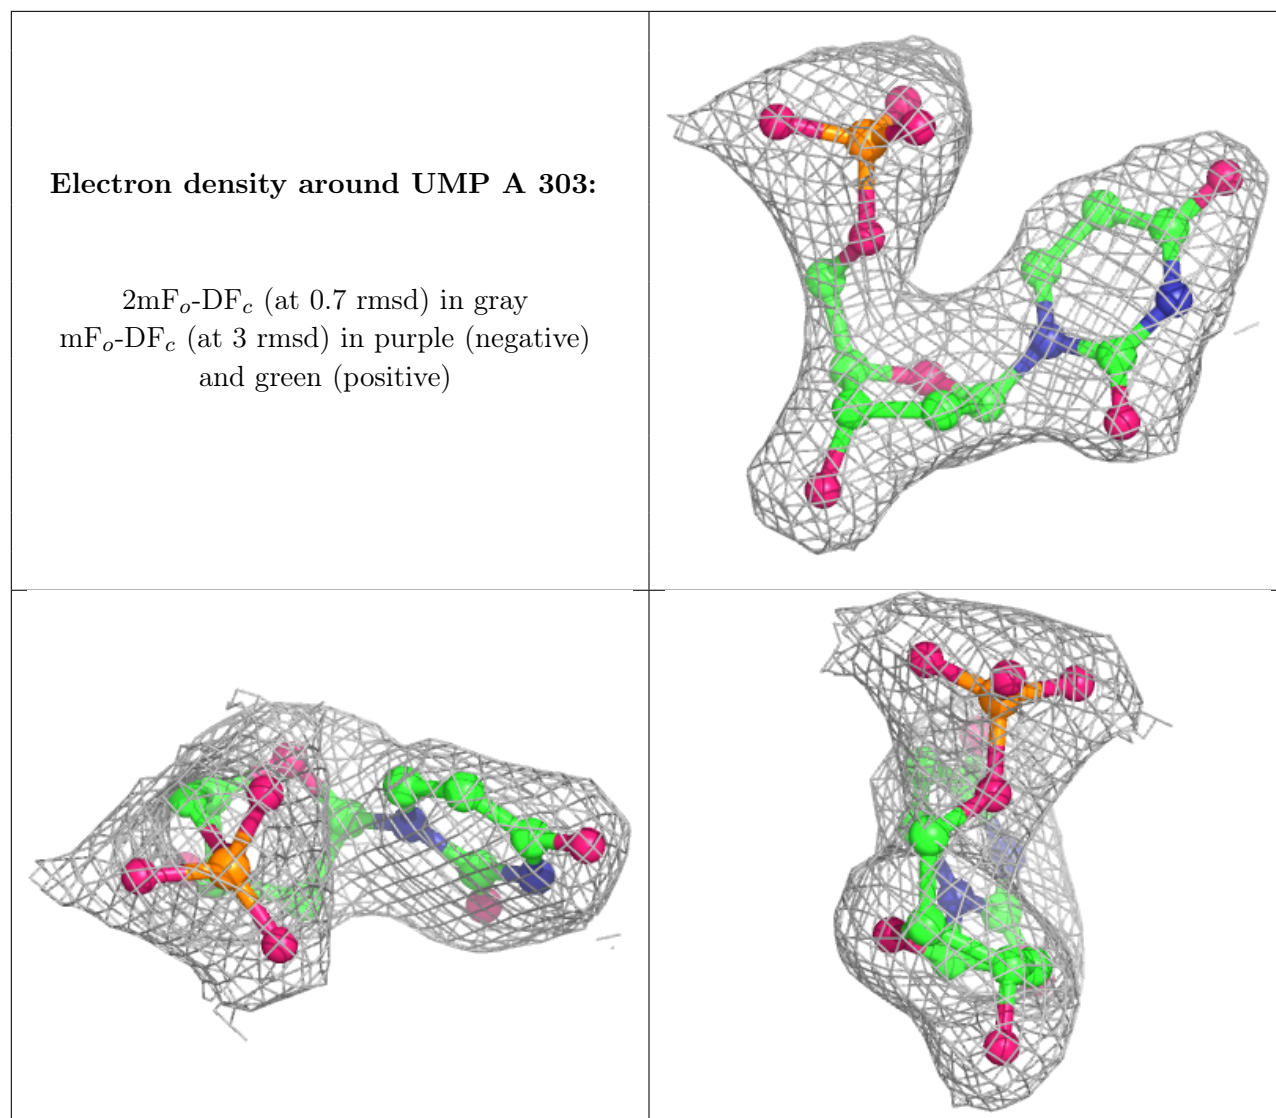 Electron density around UMP A 303:
2mFo-DFc (at 0.7 rmsd) in gray
mFo-DFc (at 3 rmsd) in purple (negative)
and green (positive)